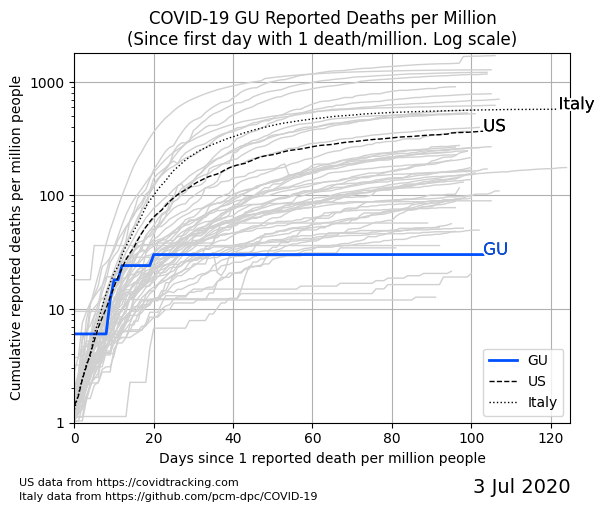 COVID-19 GU Reported Deaths per Million
(Since first day with 1 death/million. Log scale)
Cumulative reported deaths per million people
1000
100
10
1
Italy
US
GU
GU
US
Italy
0 20 40 60 80 100 120
Days since 1 reported death per million people
US data from https://covidtracking.com
Italy data from https://github.com/pcm-dpc/COVID-19
3 Jul 2020